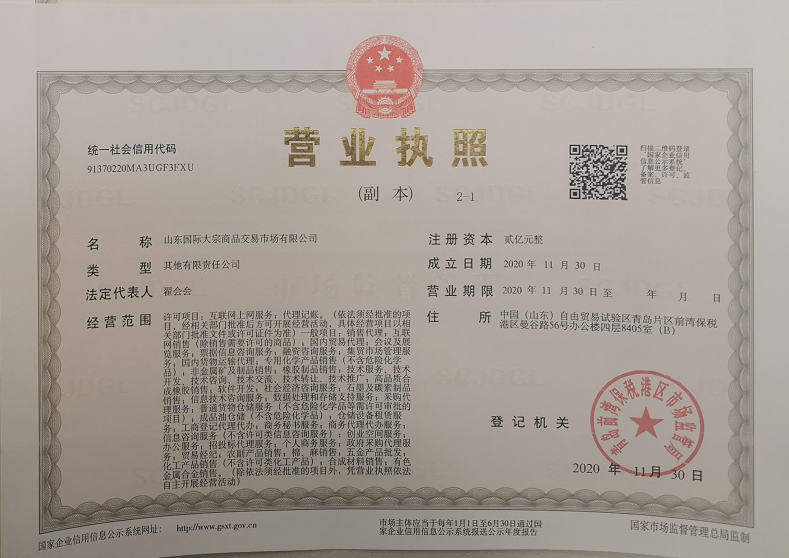 统一社会信用代码
91370220MA3UGF3FXU
营业执照
(副 本) 2-1
扫描二维码登录
“国家企业信用
信息公示系统”
了解更多登记、
备案、许可、监
管信息
名 称 山东国际大宗商品交易市场有限公司
类 型 其他有限责任公司
法定代表人 翟会会
经营范围 许可项目：互联网上网服务；代理记账。（依法须经批准的项
目，经相关部门批准后方可开展经营活动，具体经营项目以相
关部门批准文件或许可证件为准）一般项目：销售代理；互联
网销售（除销售需要许可的商品）；国内贸易代理；会议及展
览服务；票据信息咨询服务；融资咨询服务；集贸市场管理服
务；国内货物运输代理；专用化学产品销售（不含危险化学
品）；非金属矿及制品销售；橡胶制品销售；技术服务、技术
开发、技术咨询、技术交流、技术转让、技术推广；高品质合
成橡胶销售；软件开发；社会经济咨询服务；石墨及碳素制品
销售；信息技术咨询服务；数据处理和存储支持服务；采购代
理服务；普通货物仓储服务（不含危险化学品等需许可审批的
项目）；成品油仓储（不含危险化学品）；仓储设备租赁服
务；工商登记代理代办；商务秘书服务；商务代理代办服务；
信息咨询服务（不含许可类信息咨询服务）；创业空间服务；
办公服务；招投标代理服务；个人商务服务；政府采购代理服
务；贸易经纪；农副产品销售；棉、麻销售；五金产品批发；
化工产品销售（不含许可类化工产品）；合成材料销售；有色
金属合金销售。（除依法须经批准的项目外，凭营业执照依法
自主开展经营活动）
注册资本 贰亿元整
成立日期 2020 年 11 月 30 日
营业期限 2020 年 11 月 30 日 至 年 月 日
住 所 中国（山东）自由贸易试验区青岛片区前湾保税
港区曼谷路56号办公楼四层8405室（B）
登记机关
青岛前湾保税港区市场监督管理局
2020 年 11 月 30 日
国家企业信用信息公示系统网址： http://www.gsxt.gov.cn
市场主体应当于每年1月1日至6月30日通过国
家企业信用信息公示系统报送公示年度报告
国家市场监督管理总局监制